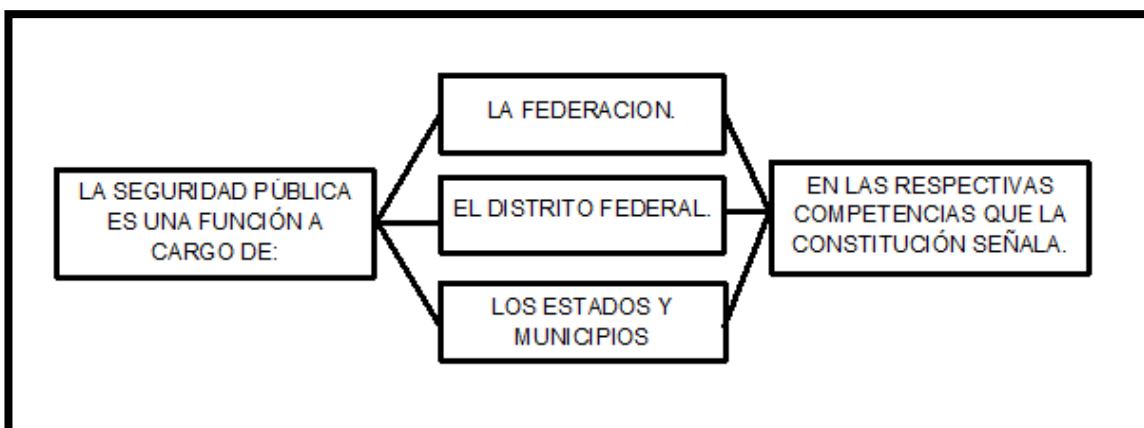 LA SEGURIDAD PÚBLICA
ES UNA FUNCIÓN A
CARGO DE:
LA FEDERACION.
EL DISTRITO FEDERAL.
LOS ESTADOS Y
MUNICIPIOS
EN LAS RESPECTIVAS
COMPETENCIAS QUE LA
CONSTITUCIÓN SEÑALA.